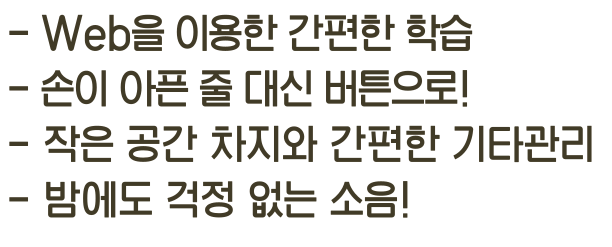 - Web을 이용한 간편한 학습
- 손이 아픈 줄 대신 버튼으로!
- 작은 공간 차지와 간편한 기타관리
- 밤에도 걱정 없는 소음!